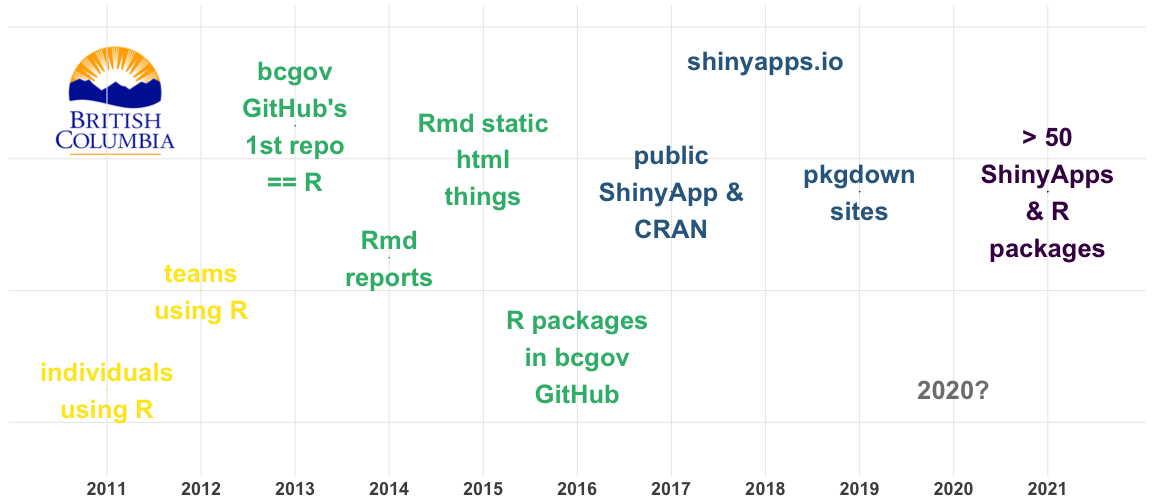 BRITISH
COLUMBIA
individuals
using R
teams
using R
bcgov
GitHub's
1st repo
== R
Rmd
reports
Rmd static
html
things
R packages
in bcgov
GitHub
public
ShinyApp &
CRAN
shinyapps.io
pkgdown
sites
2020?
> 50
ShinyApps
& R
packages
2011 2012 2013 2014 2015 2016 2017 2018 2019 2020 2021